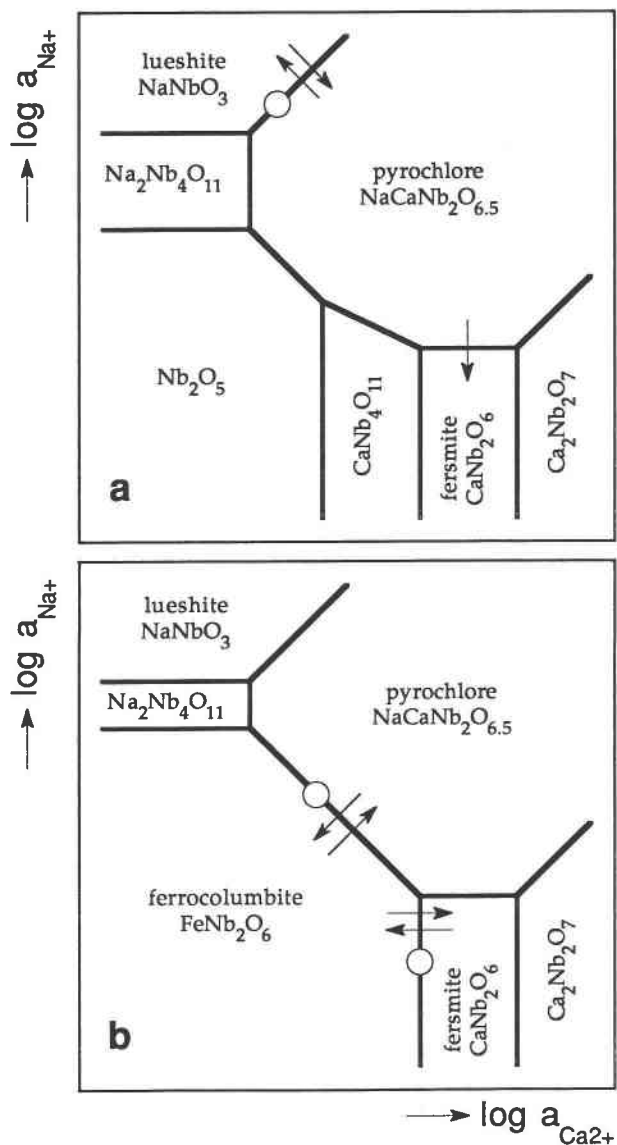 log a_Na+
lueshite
NaNbO₃
Na₂Nb₄O₁₁
pyrochlore
NaCaNb₂O₆.₅
Nb₂O₅
CaNb₄O₁₁
fersmite
CaNb₂O₆
Ca₂Nb₂O₇
a
log a_Na+
lueshite
NaNbO₃
Na₂Nb₄O₁₁
pyrochlore
NaCaNb₂O₆.₅
ferrocolumbite
FeNb₂O₆
fersmite
CaNb₂O₆
Ca₂Nb₂O₇
b
log a_Ca2+